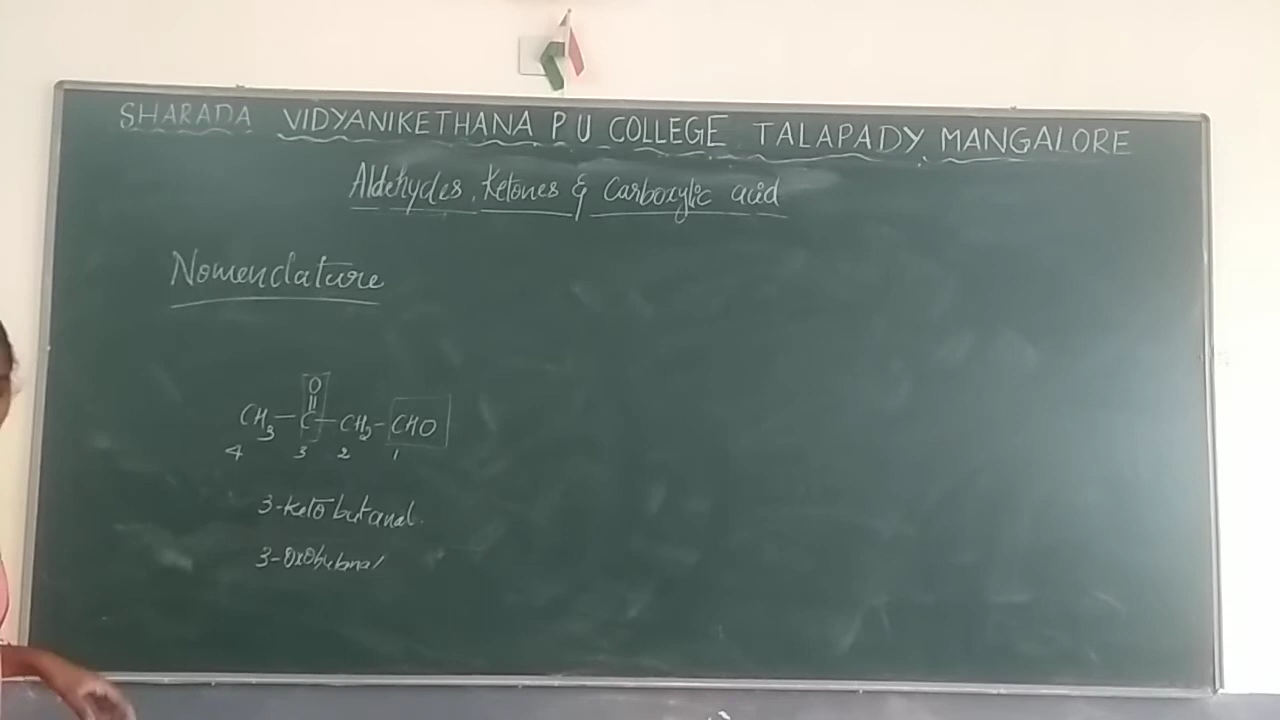 SHARADA VIDYANIKETHANA P U COLLEGE TALAPADY MANGALORE
Aldehydes, Ketones & Carboxylic acid
Nomenclature
O
||
CH3 — C — CH2 - CHO
4 3 2 1
3-keto butanal.
3-oxobutanal